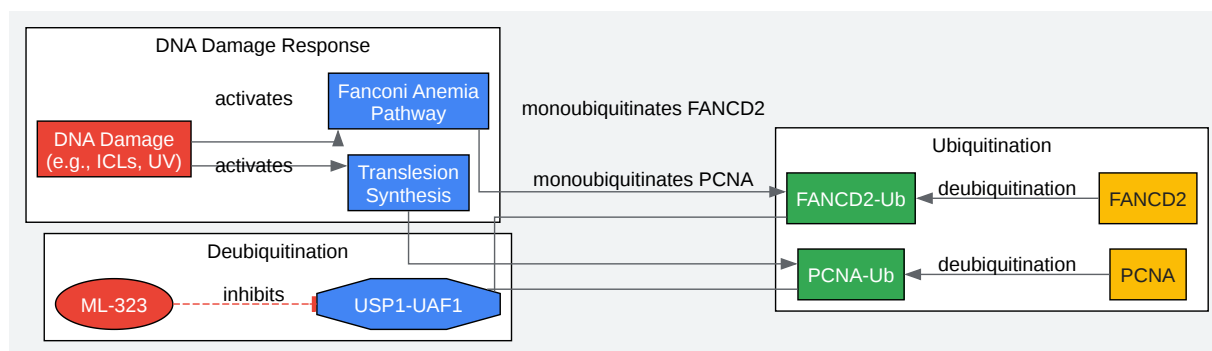 DNA Damage Response
activates
Fanconi Anemia
Pathway
monoubiquitinates FANCD2
DNA Damage
(e.g., ICLs, UV)
activates
Translesion
Synthesis
monoubiquitinates PCNA
Ubiquitination
FANCD2-Ub
deubiquitination
FANCD2
PCNA-Ub
deubiquitination
PCNA
Deubiquitination
ML-323
inhibits
USP1-UAF1